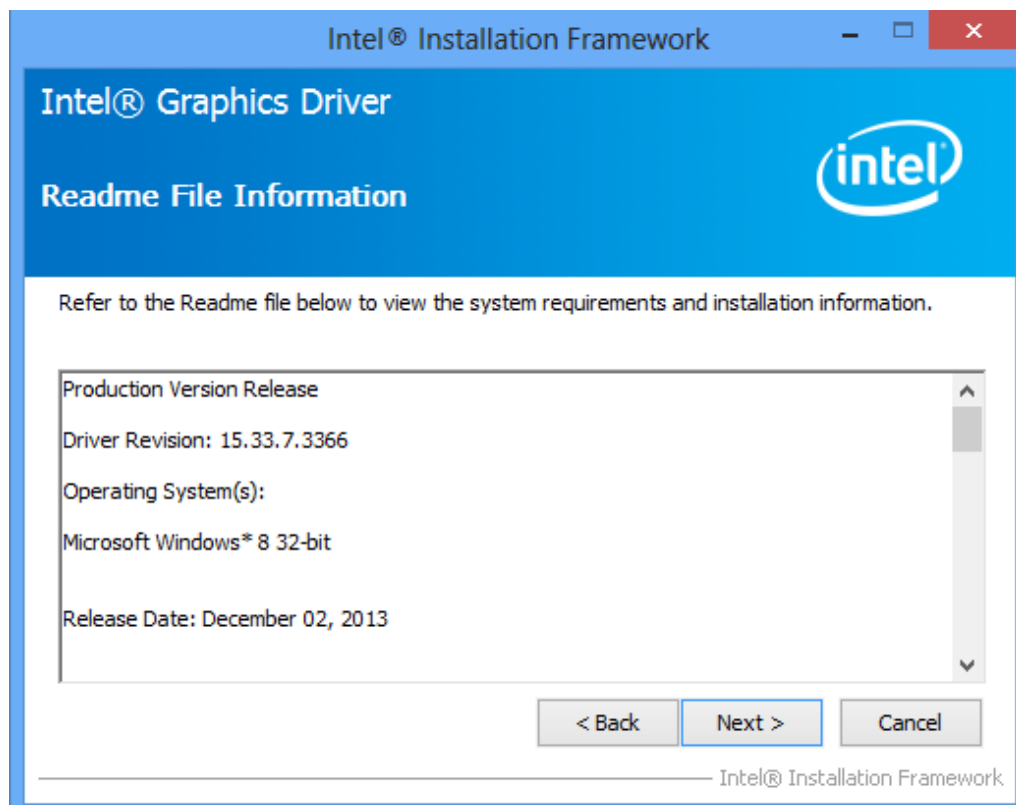 Intel® Installation Framework
Intel® Graphics Driver
intel
Readme File Information
Refer to the Readme file below to view the system requirements and installation information.
Production Version Release
Driver Revision: 15.33.7.3366
Operating System(s):
Microsoft Windows* 8 32-bit
Release Date: December 02, 2013
< Back
Next >
Cancel
Intel® Installation Framework